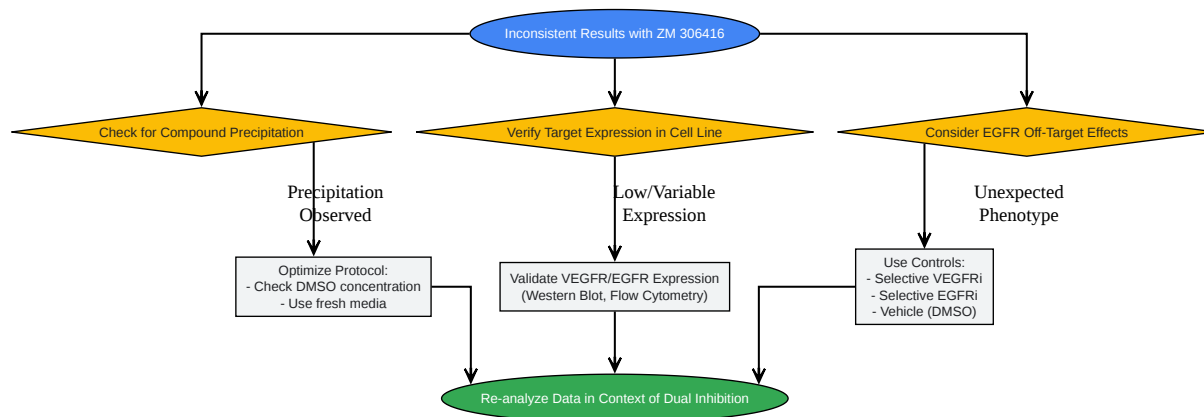 Inconsistent Results with ZM 306416
Check for Compound Precipitation
Verify Target Expression in Cell Line
Consider EGFR Off-Target Effects
Precipitation
Observed
Low/Variable
Expression
Unexpected
Phenotype
Optimize Protocol:
- Check DMSO concentration
- Use fresh media
Validate VEGFR/EGFR Expression
(Western Blot, Flow Cytometry)
Use Controls:
- Selective VEGFRi
- Selective EGFRi
- Vehicle (DMSO)
Re-analyze Data in Context of Dual Inhibition